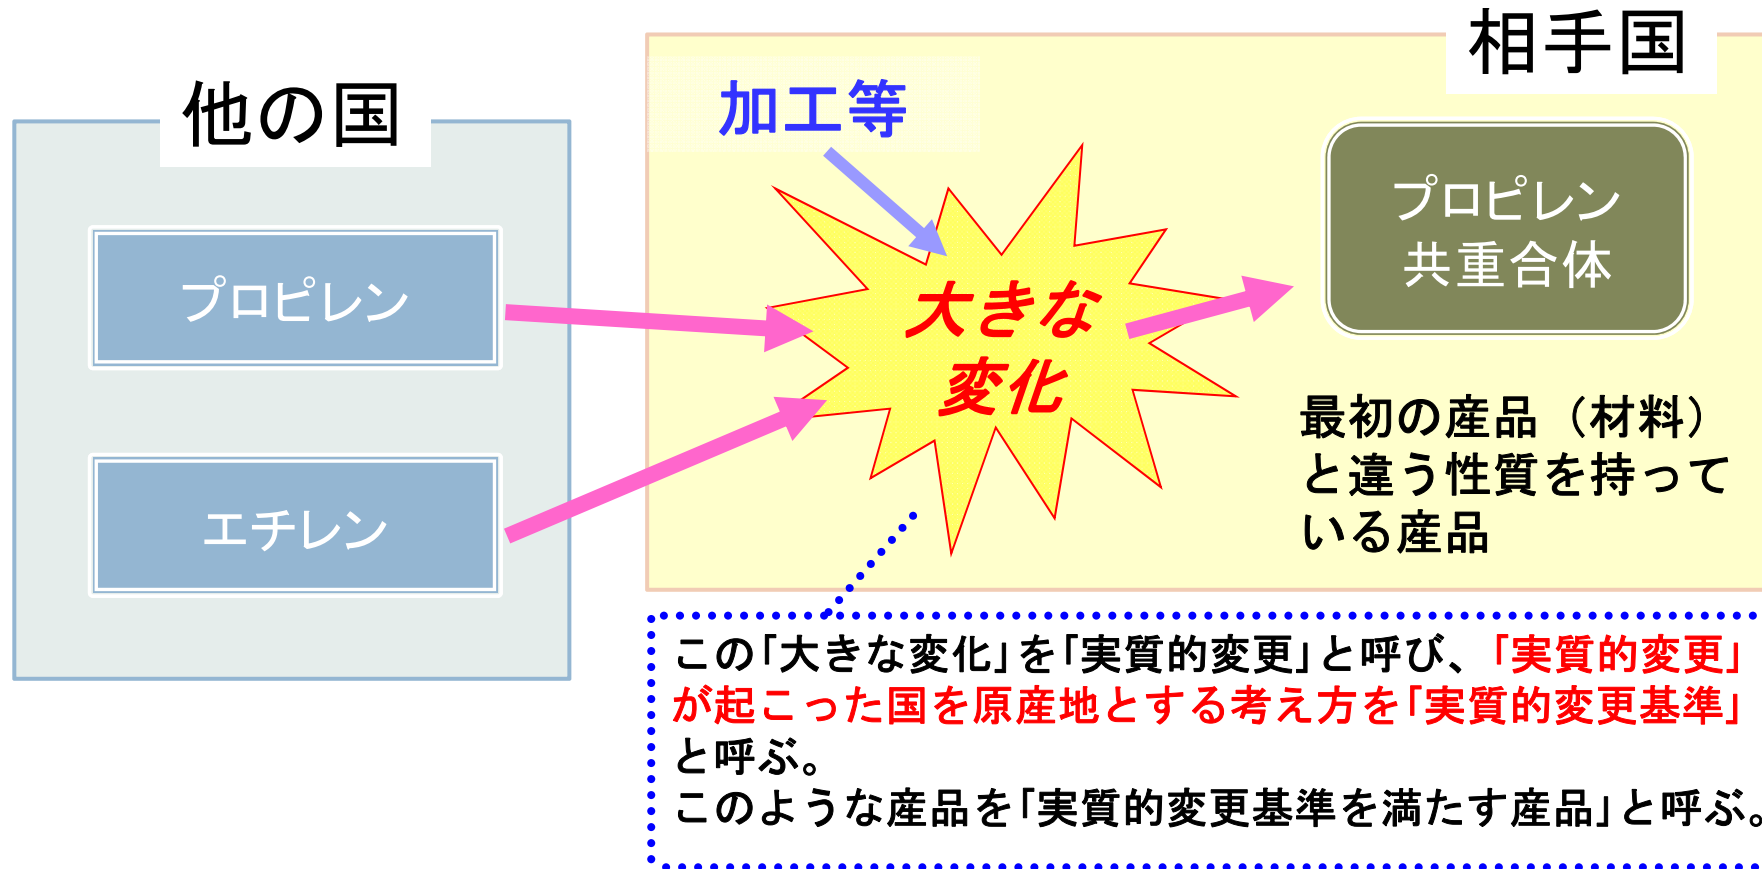 他の国
プロピレン
エチレン
相手国
加工等
大きな
変化
プロピレン
共重合体
最初の産品（材料）
と違う性質を持って
いる産品
この「大きな変化」を「実質的変更」と呼び、「実質的変更」
が起こった国を原産地とする考え方を「実質的変更基準」
と呼ぶ。
このような産品を「実質的変更基準を満たす産品」と呼ぶ。